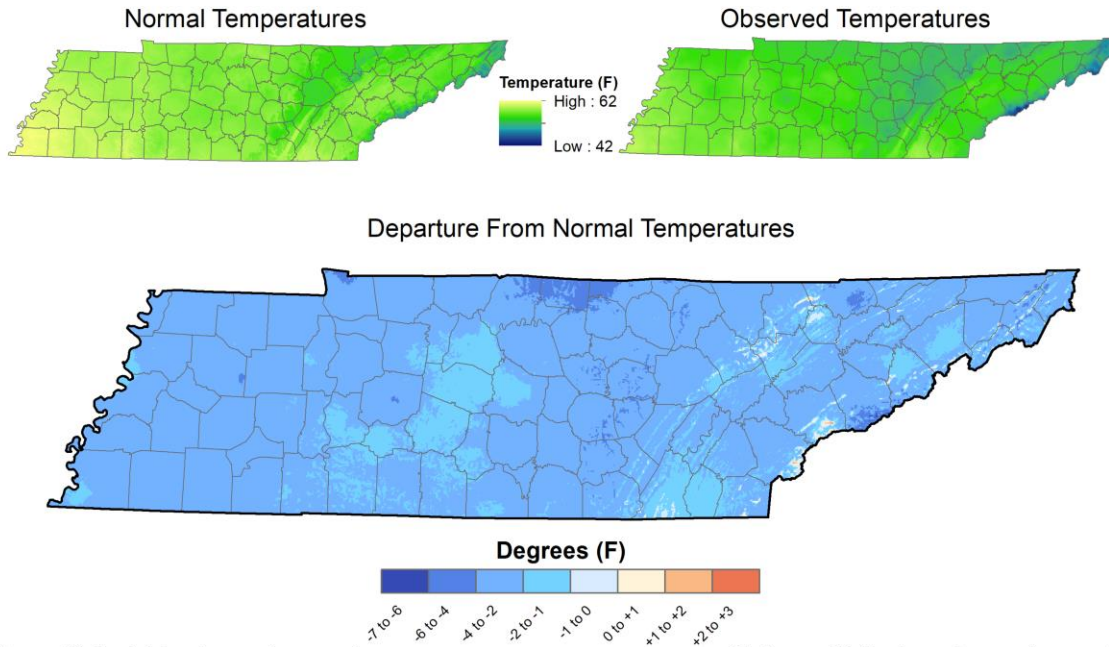 Normal Temperatures
Observed Temperatures
Temperature (F)
High : 62
Low : 42
Departure From Normal Temperatures
Degrees (F)
-7 to -6
-6 to -4
-4 to -2
-2 to -1
-1 to 0
0 to +1
+1 to +2
+2 to +3